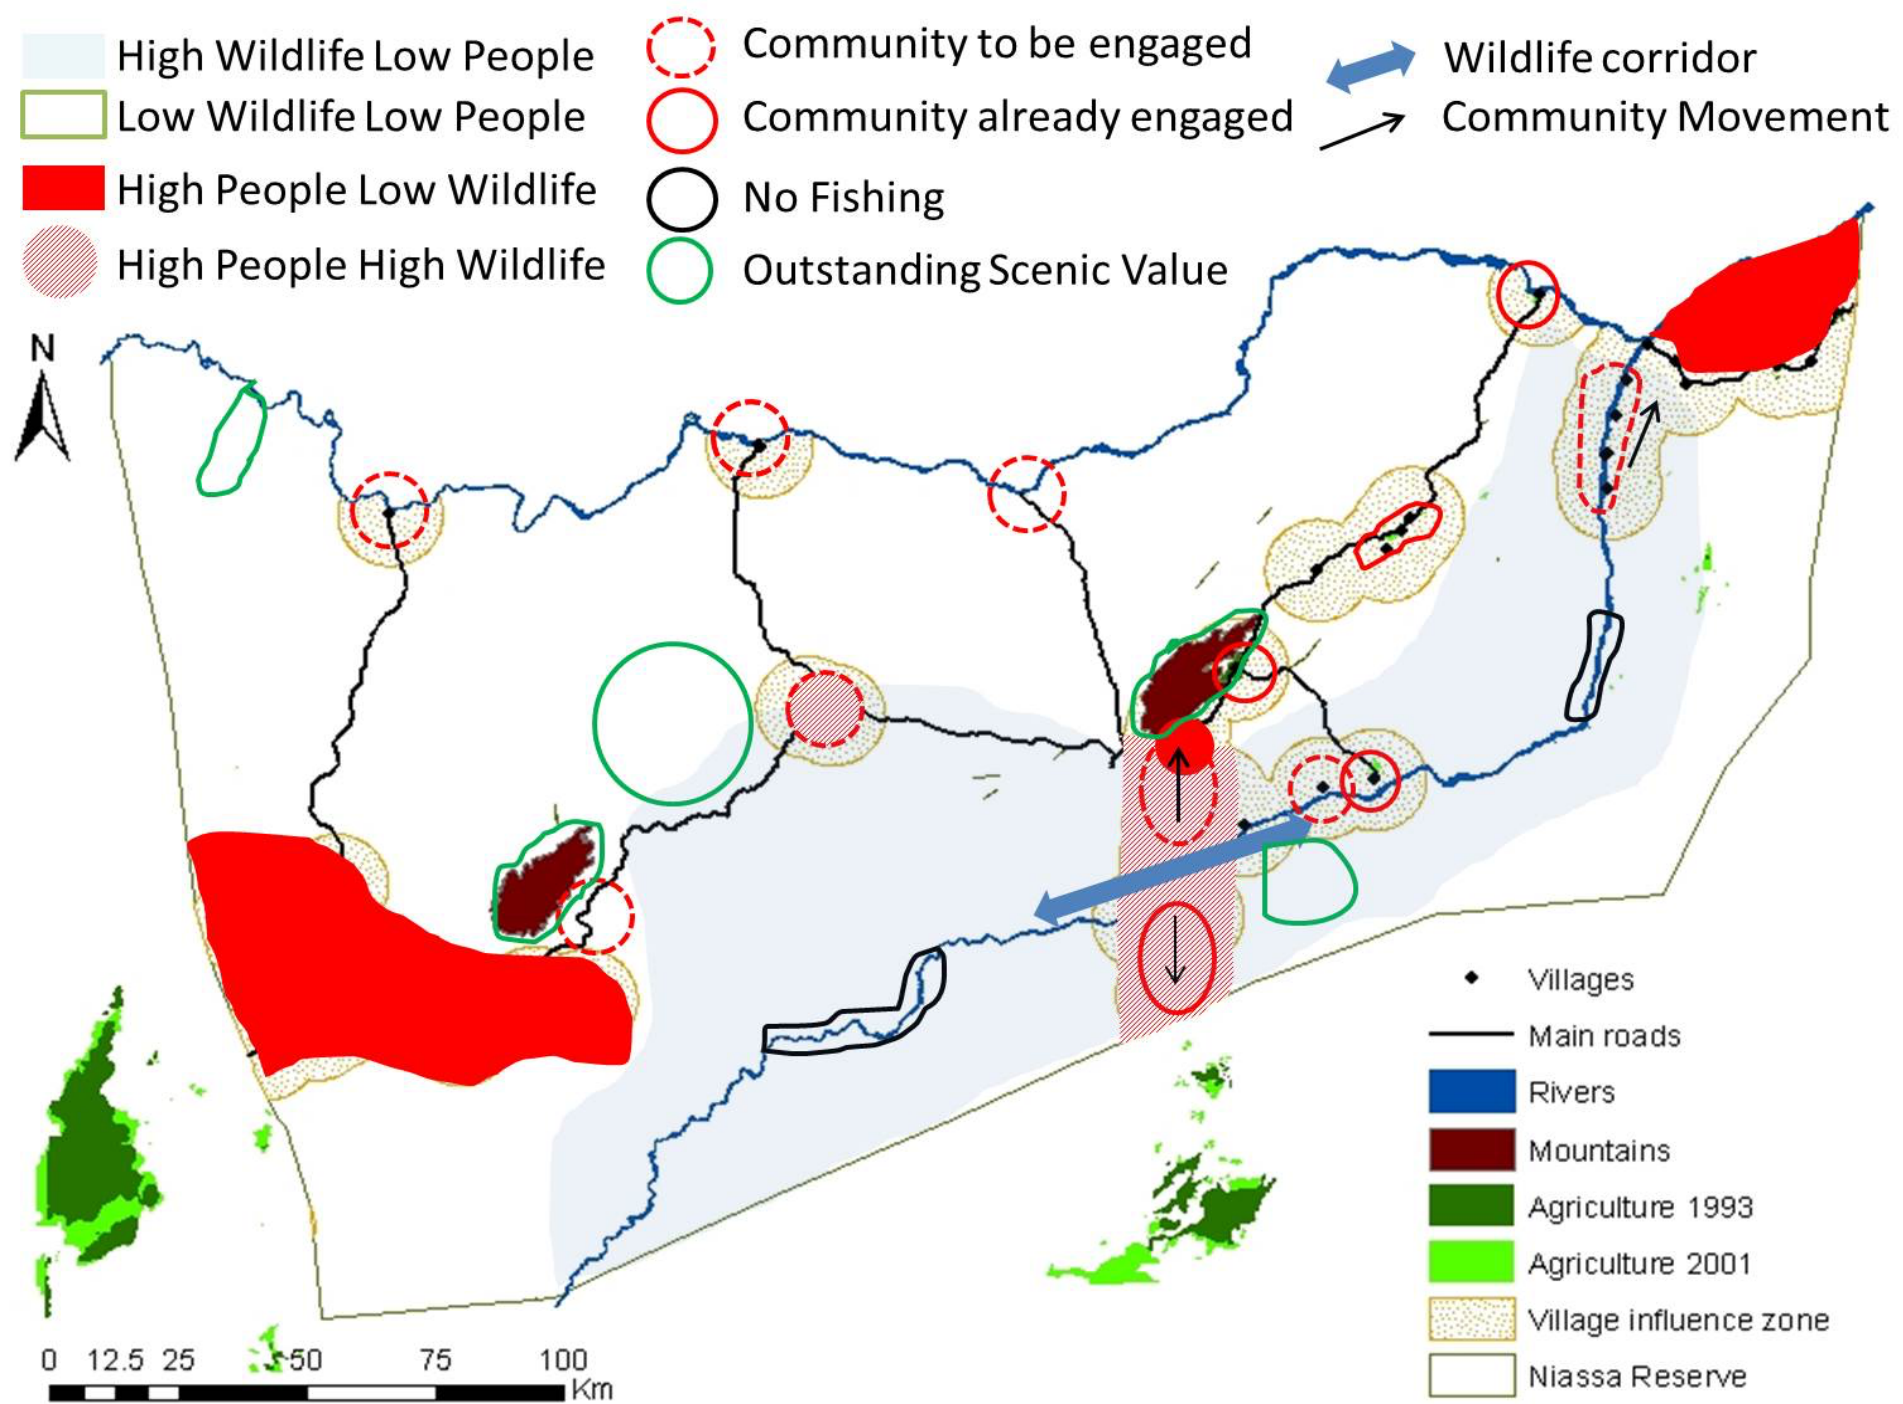 High Wildlife Low People
Low Wildlife Low People
High People Low Wildlife
High People High Wildlife
Community to be engaged
Community already engaged
No Fishing
Outstanding Scenic Value
Wildlife corridor
Community Movement
N
Villages
Main roads
Rivers
Mountains
Agriculture 1993
Agriculture 2001
Village influence zone
Niassa Reserve
0 12.5 25 50 75 100
Km